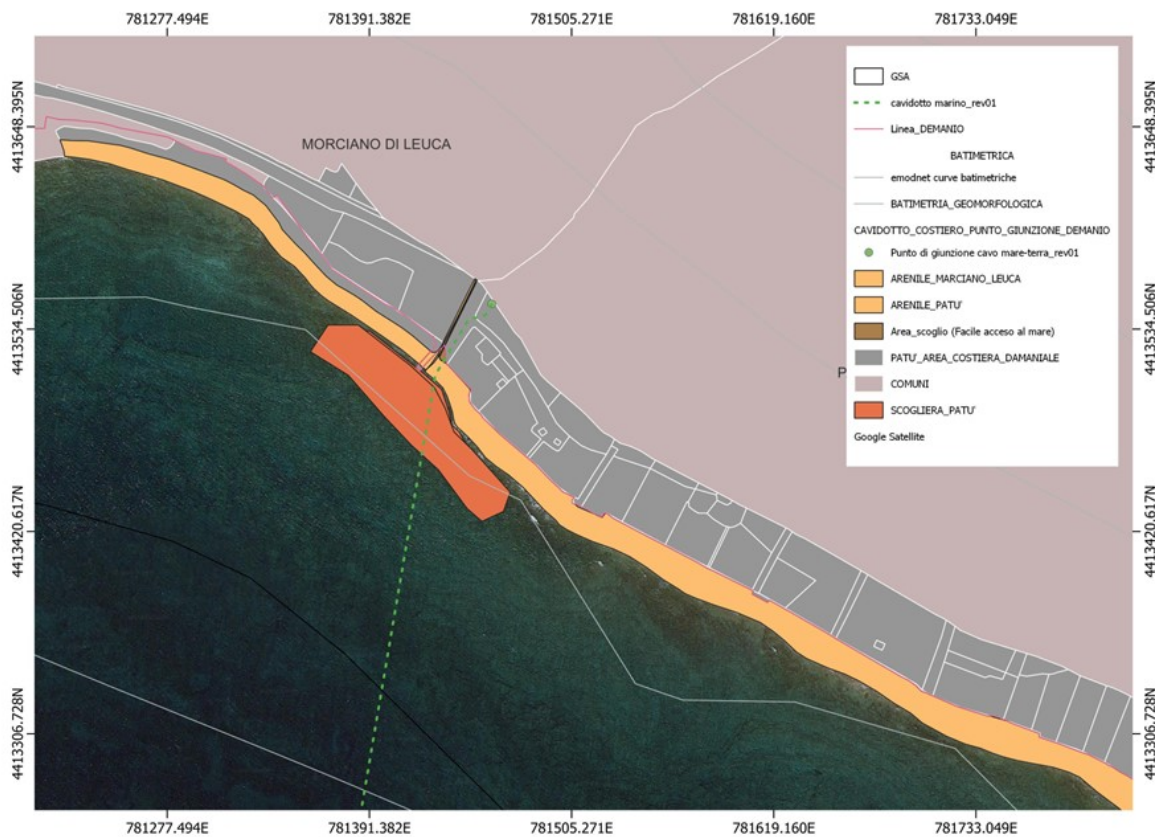 781277.494E 781391.382E 781505.271E 781619.160E 781733.049E
4413648.395N 4413648.395N
4413534.506N 4413534.506N
4413420.617N 4413420.617N
4413306.728N 4413306.728N
MORCIANO DI LEUCA
P
GSA
cavidotto marino_rev01
Linea_DEMANIO
BATIMETRICA
emodnet curve batimetriche
BATIMETRIA_GEOMORFOLOGICA
CAVIDOTTO_COSTIERO_PUNTO_GIUNZIONE_DEMANIO
Punto di giunzione cavo mare-terra_rev01
ARENILE_MARCIANO_LEUCA
ARENILE_PATU'
Area_scoglio (Facile acceso al mare)
PATU'_AREA_COSTIERA_DAMANIALE
COMUNI
SCOGLIERA_PATU'
Google Satellite
781277.494E 781391.382E 781505.271E 781619.160E 781733.049E